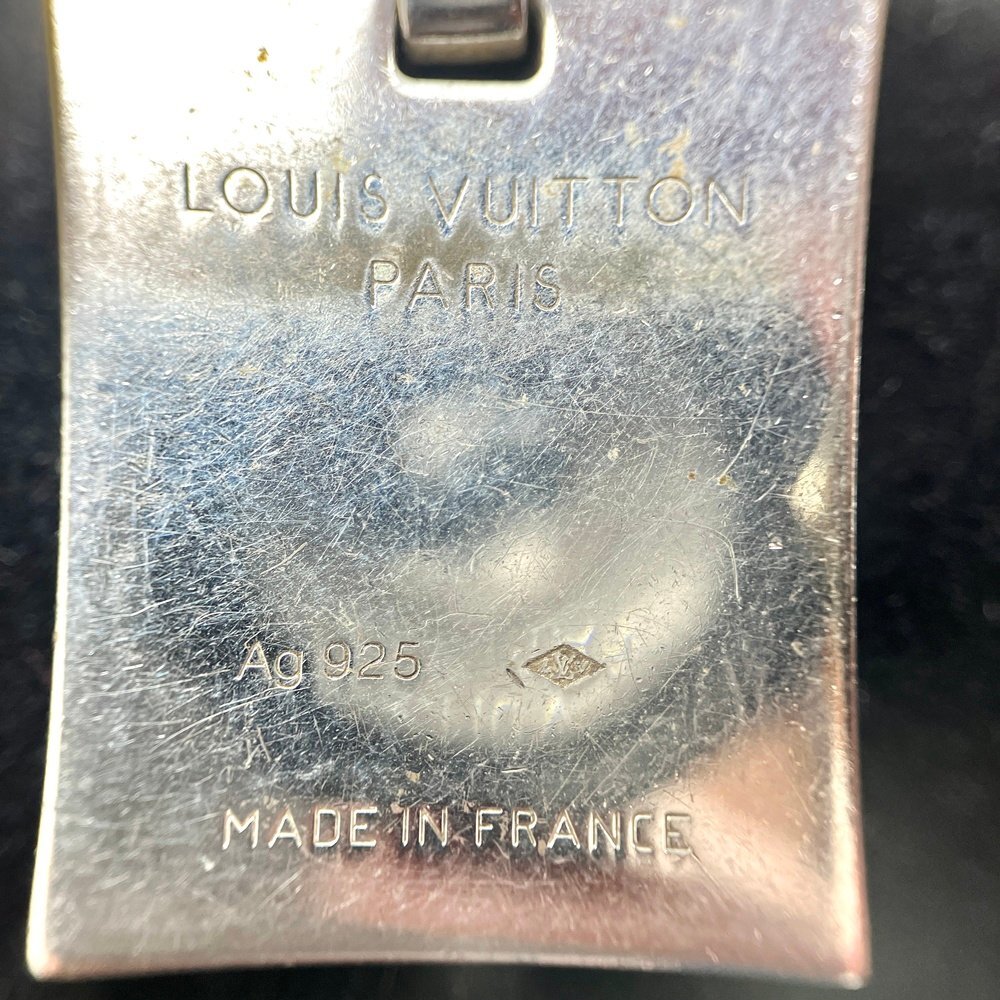 LOUIS VUITTON
PARIS
Ag 925
MADE IN FRANCE